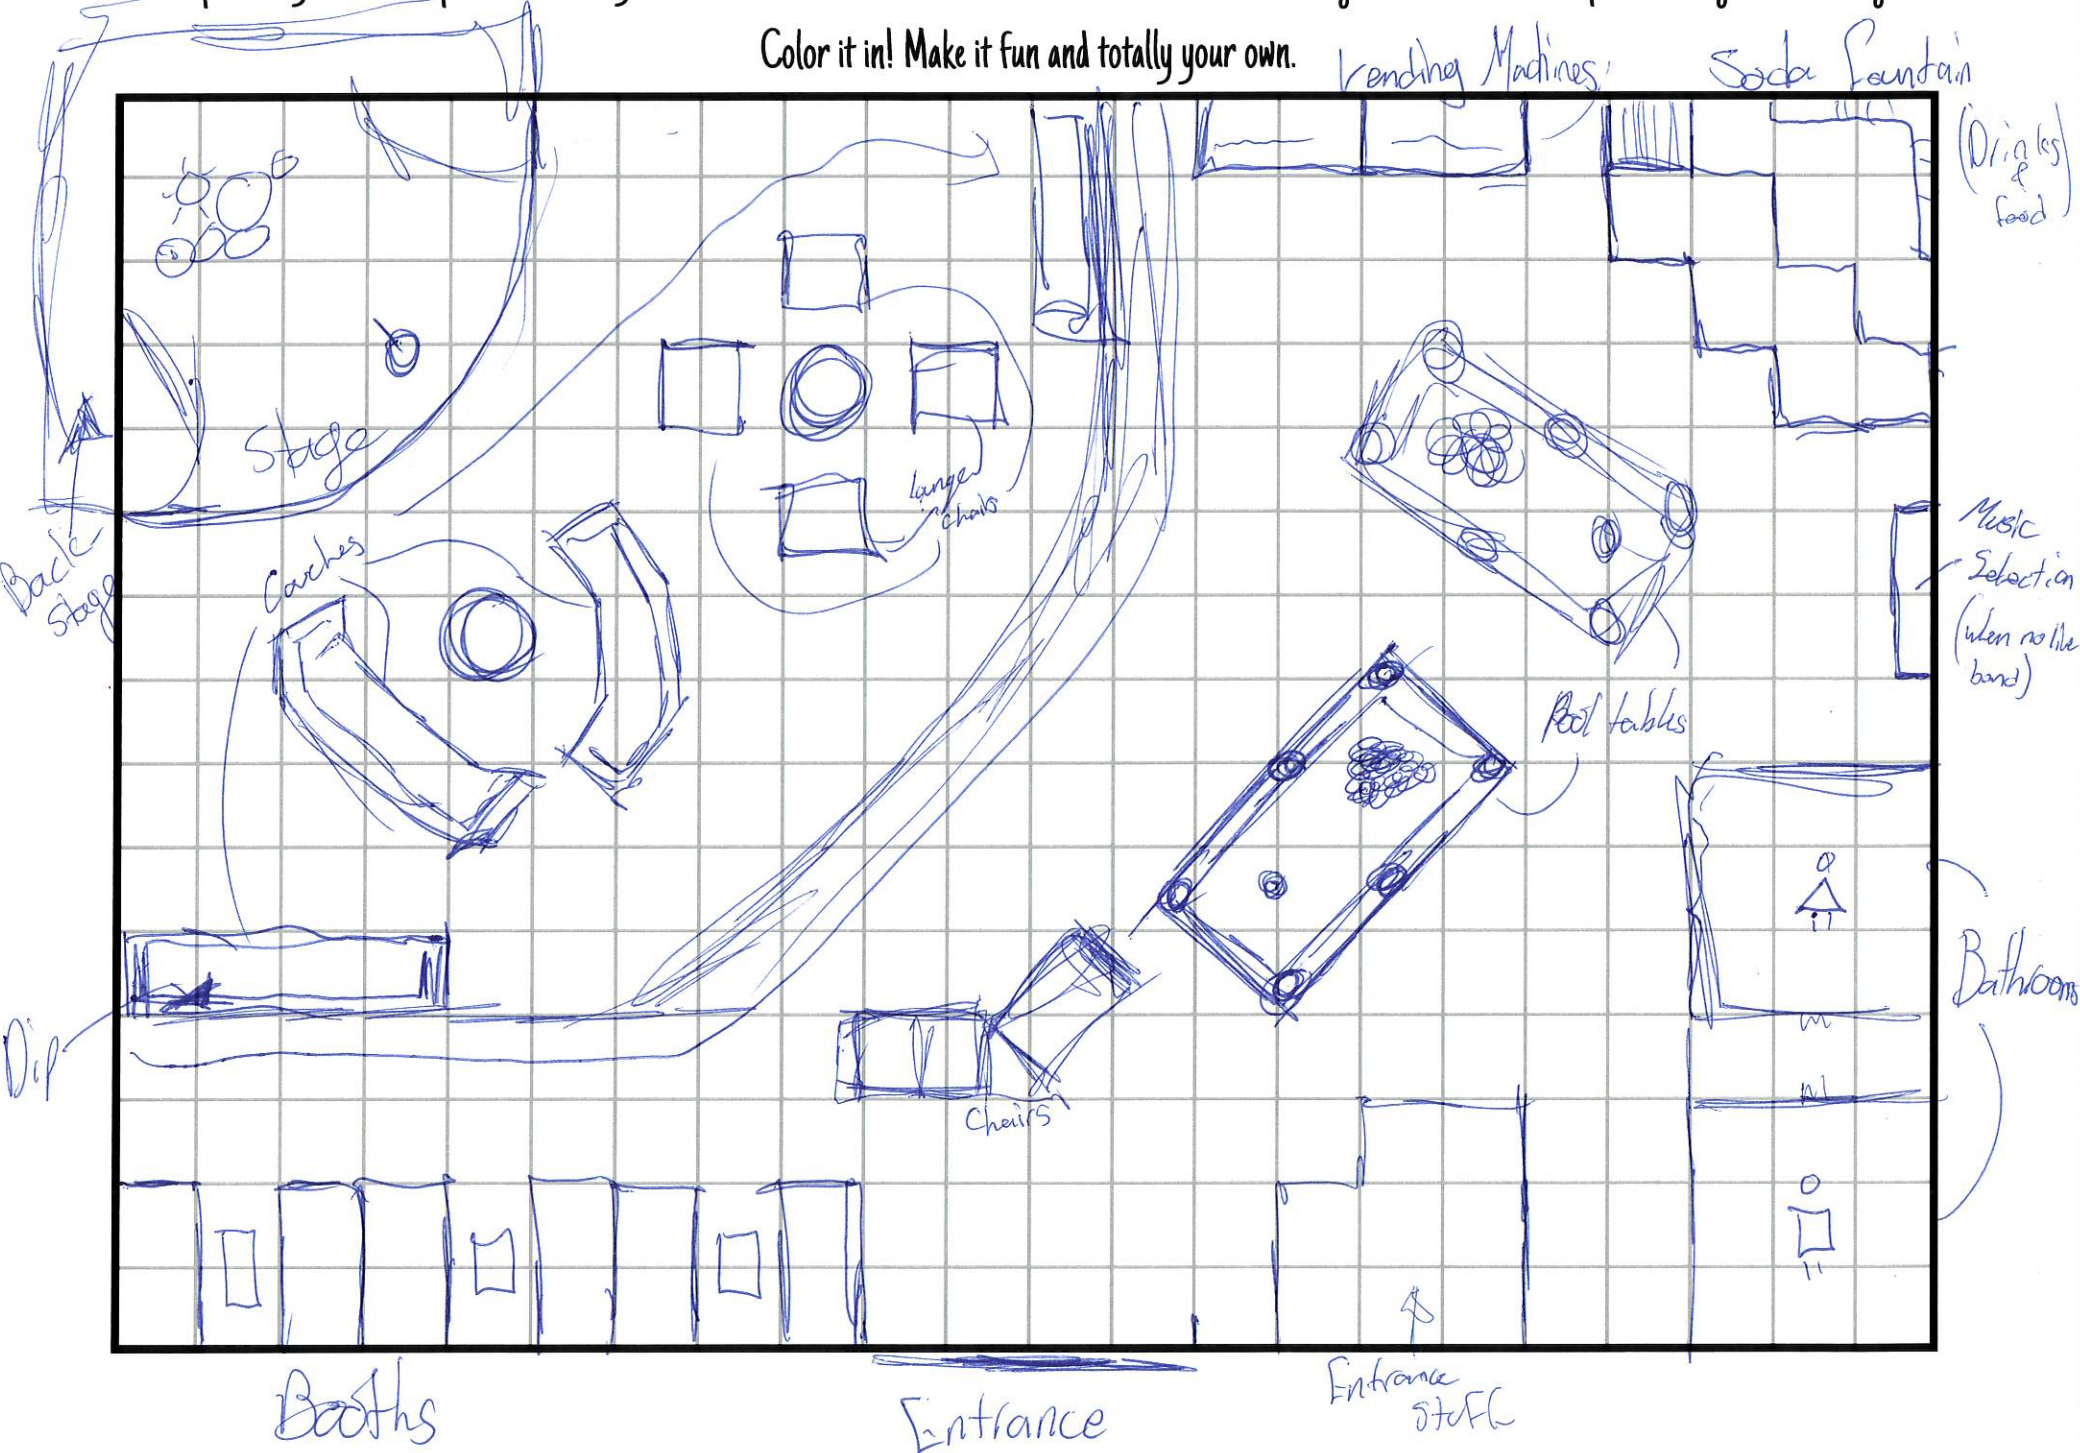 Color it in! Make it fun and totally your own.
Vending Machines
Soda Fountain
(Drinks
&
food)
Stage
Lounge
chairs
Back
stage
Couches
Music
Selection
(when no live
band)
Pool tables
Dip
Chairs
Bathrooms
Booths
Entrance
Entrance
stuff